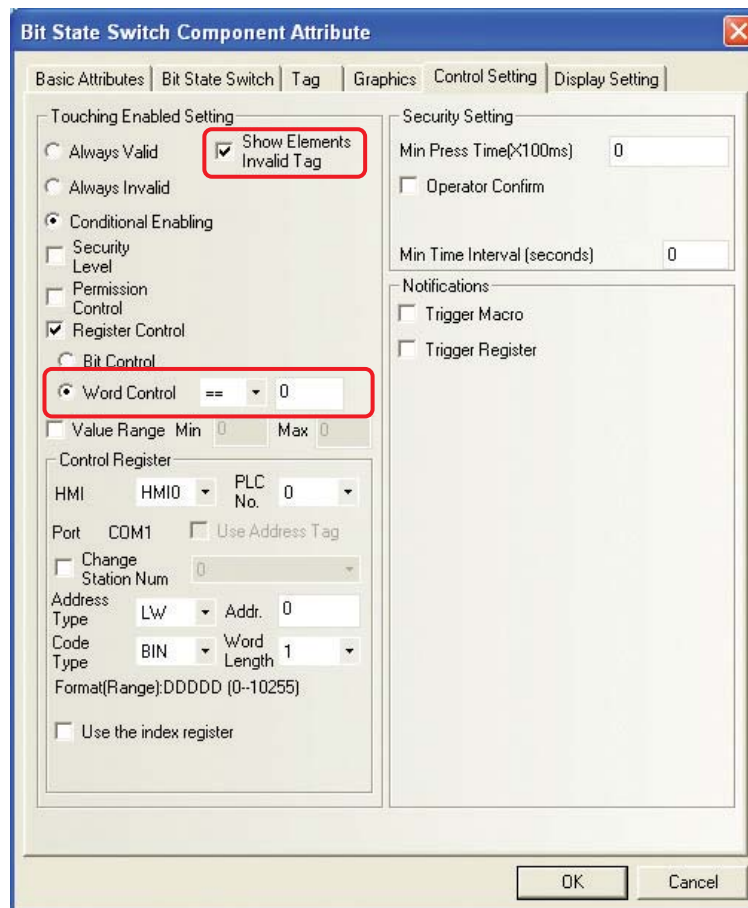 Bit State Switch Component Attribute
Basic Attributes Bit State Switch Tag Graphics Control Setting Display Setting
Touching Enabled Setting
Always Valid
Show Elements
Invalid Tag
Always Invalid
Conditional Enabling
Security
Level
Permission
Control
Register Control
Bit Control
Word Control == 0
Value Range Min 0 Max 0
Control Register
HMI HMI0 PLC
No. 0
Port COM1 Use Address Tag
Change
Station Num 0
Address
Type LW Addr. 0
Code
Type BIN Word
Length 1
Format(Range):DDDDD (0--10255)
Use the index register
Security Setting
Min Press Time(X100ms) 0
Operator Confirm
Min Time Interval (seconds) 0
Notifications
Trigger Macro
Trigger Register
OK Cancel